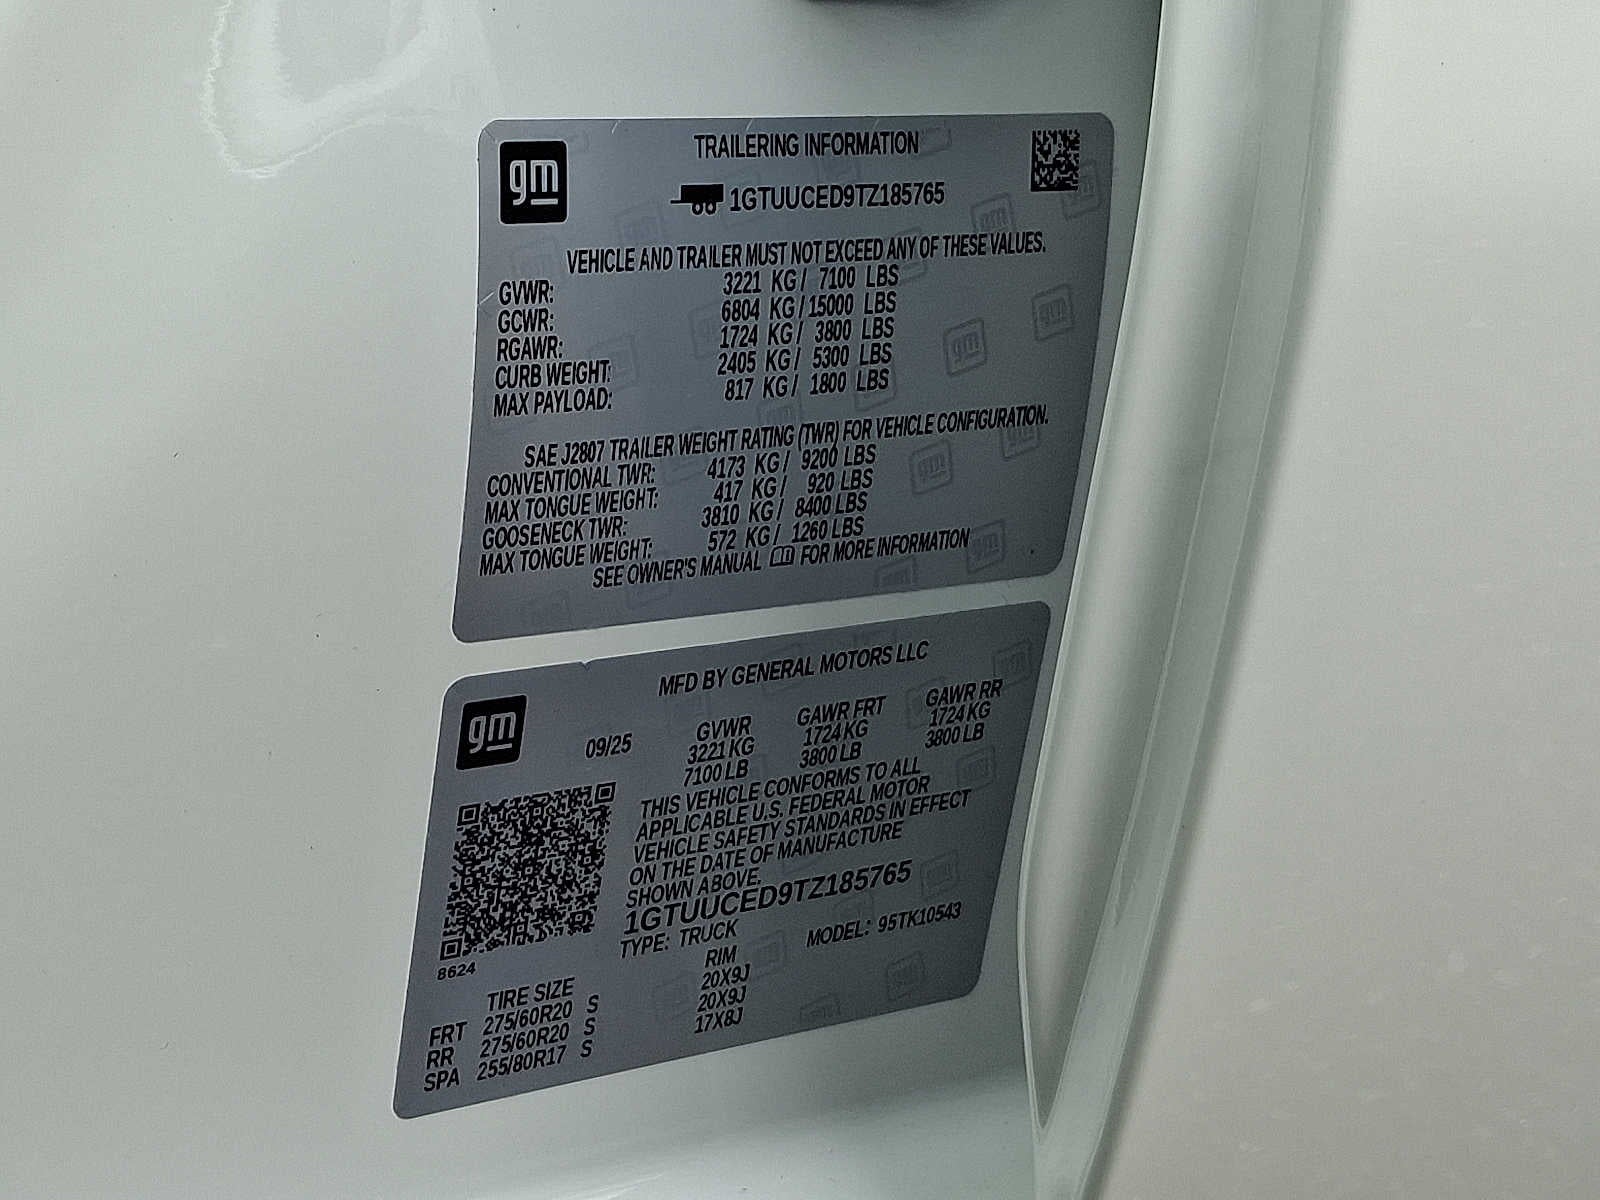 gm
TRAILERING INFORMATION
1GTUUCED9TZ185765
VEHICLE AND TRAILER MUST NOT EXCEED ANY OF THESE VALUES.
GVWR: 3221 KG / 7100 LBS
GCWR: 6804 KG / 15000 LBS
RGAWR: 1724 KG / 3800 LBS
CURB WEIGHT: 2405 KG / 5300 LBS
MAX PAYLOAD: 817 KG / 1800 LBS
SAE J2807 TRAILER WEIGHT RATING (TWR) FOR VEHICLE CONFIGURATION.
CONVENTIONAL TWR: 4173 KG / 9200 LBS
MAX TONGUE WEIGHT: 417 KG / 920 LBS
GOOSENECK TWR: 3810 KG / 8400 LBS
MAX TONGUE WEIGHT: 572 KG / 1260 LBS
SEE OWNER'S MANUAL FOR MORE INFORMATION
gm
MFD BY GENERAL MOTORS LLC
09/25 GVWR GAWR FRT GAWR RR
3221 KG 1724 KG 1724 KG
7100 LB 3800 LB 3800 LB
THIS VEHICLE CONFORMS TO ALL
APPLICABLE U.S. FEDERAL MOTOR
VEHICLE SAFETY STANDARDS IN EFFECT
ON THE DATE OF MANUFACTURE
SHOWN ABOVE.
1GTUUCED9TZ185765
TYPE: TRUCK MODEL: 95TK10543
8624
TIRE SIZE RIM
FRT 275/60R20 S 20X9J
RR 275/60R20 S 20X9J
SPA 255/80R17 S 17X8J